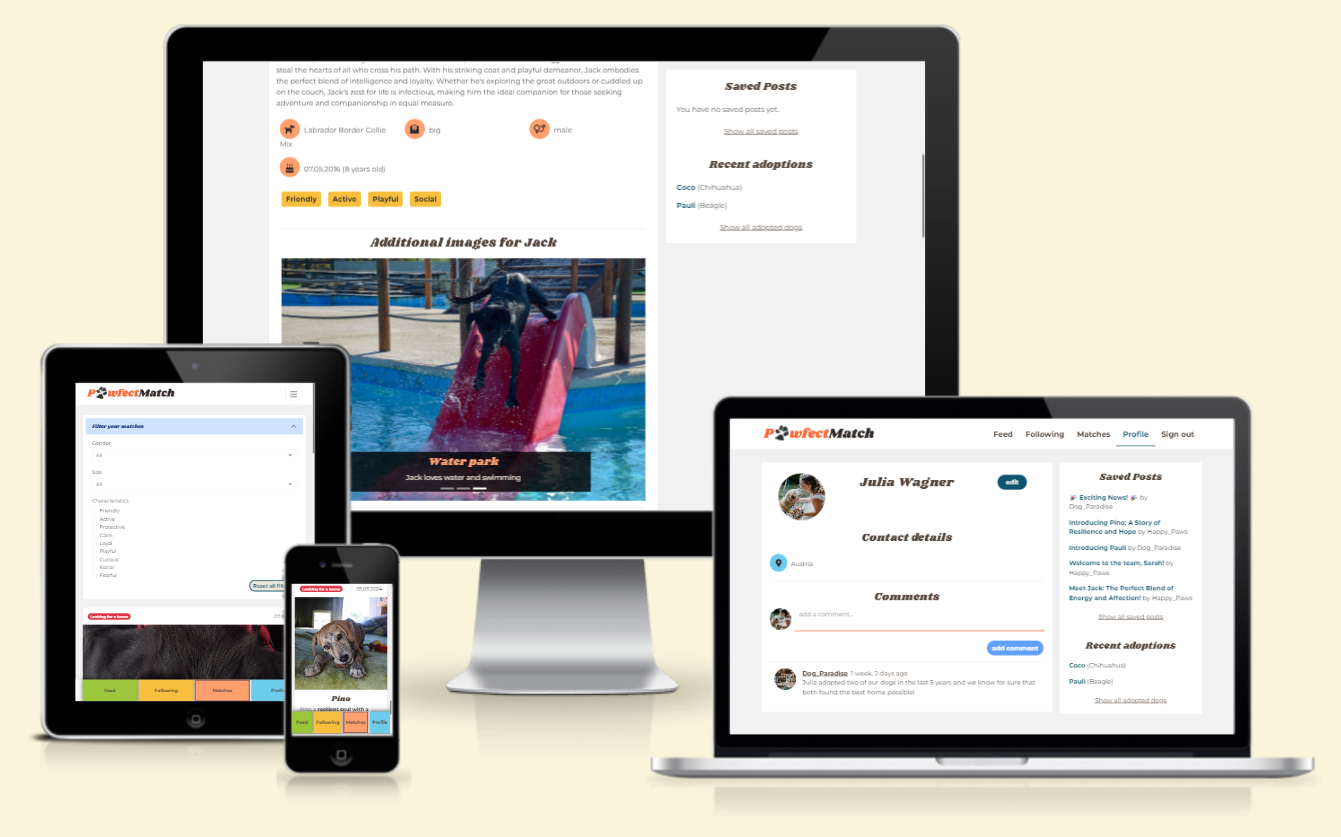 steal the hearts of all who cross his path. With his striking coat and playful demeanor, Jack embodies
the perfect blend of intelligence and loyalty. Whether he's exploring the great outdoors or cuddled up
on the couch, Jack's zest for life is infectious, making him the ideal companion for those seeking
adventure and companionship in equal measure.
Labrador Border Collie
Mix
big
male
07.05.2016 (8 years old)
Friendly Active Playful Social
Additional images for Jack
Water park
Jack loves water and swimming
Saved Posts
You have no saved posts yet.
Show all saved posts
Recent adoptions
Coco (Chihuahua)
Pauli (Beagle)
Show all adopted dogs
PawfectMatch
Filter your matches
Gender
All
Size
All
Characteristics
Friendly
Active
Protective
Calm
Loyal
Playful
Curious
Social
Fearful
Reset all
Looking for a home
Feed Following Matches
Looking for a home 25.05.2024
Pino
resilient soul with a
Feed Following Matches Profile
PawfectMatch
Feed Following Matches Profile Sign out
Julia Wagner
edit
Contact details
Austria
Comments
add a comment...
add comment
Dog_Paradise 1 week, 2 days ago
Julia adopted two of our dogs in the last 5 years and we know for sure that
both found the best home possible!
Saved Posts
🎉 Exciting News! 🎉 by
Dog_Paradise
Introducing Pino: A Story of
Resilience and Hope by Happy_Paws
Introducing Pauli by Dog_Paradise
Welcome to the team, Sarah! by
Happy_Paws
Meet Jack: The Perfect Blend of
Energy and Affection! by Happy_Paws
Show all saved posts
Recent adoptions
Coco (Chihuahua)
Pauli (Beagle)
Show all adopted dogs